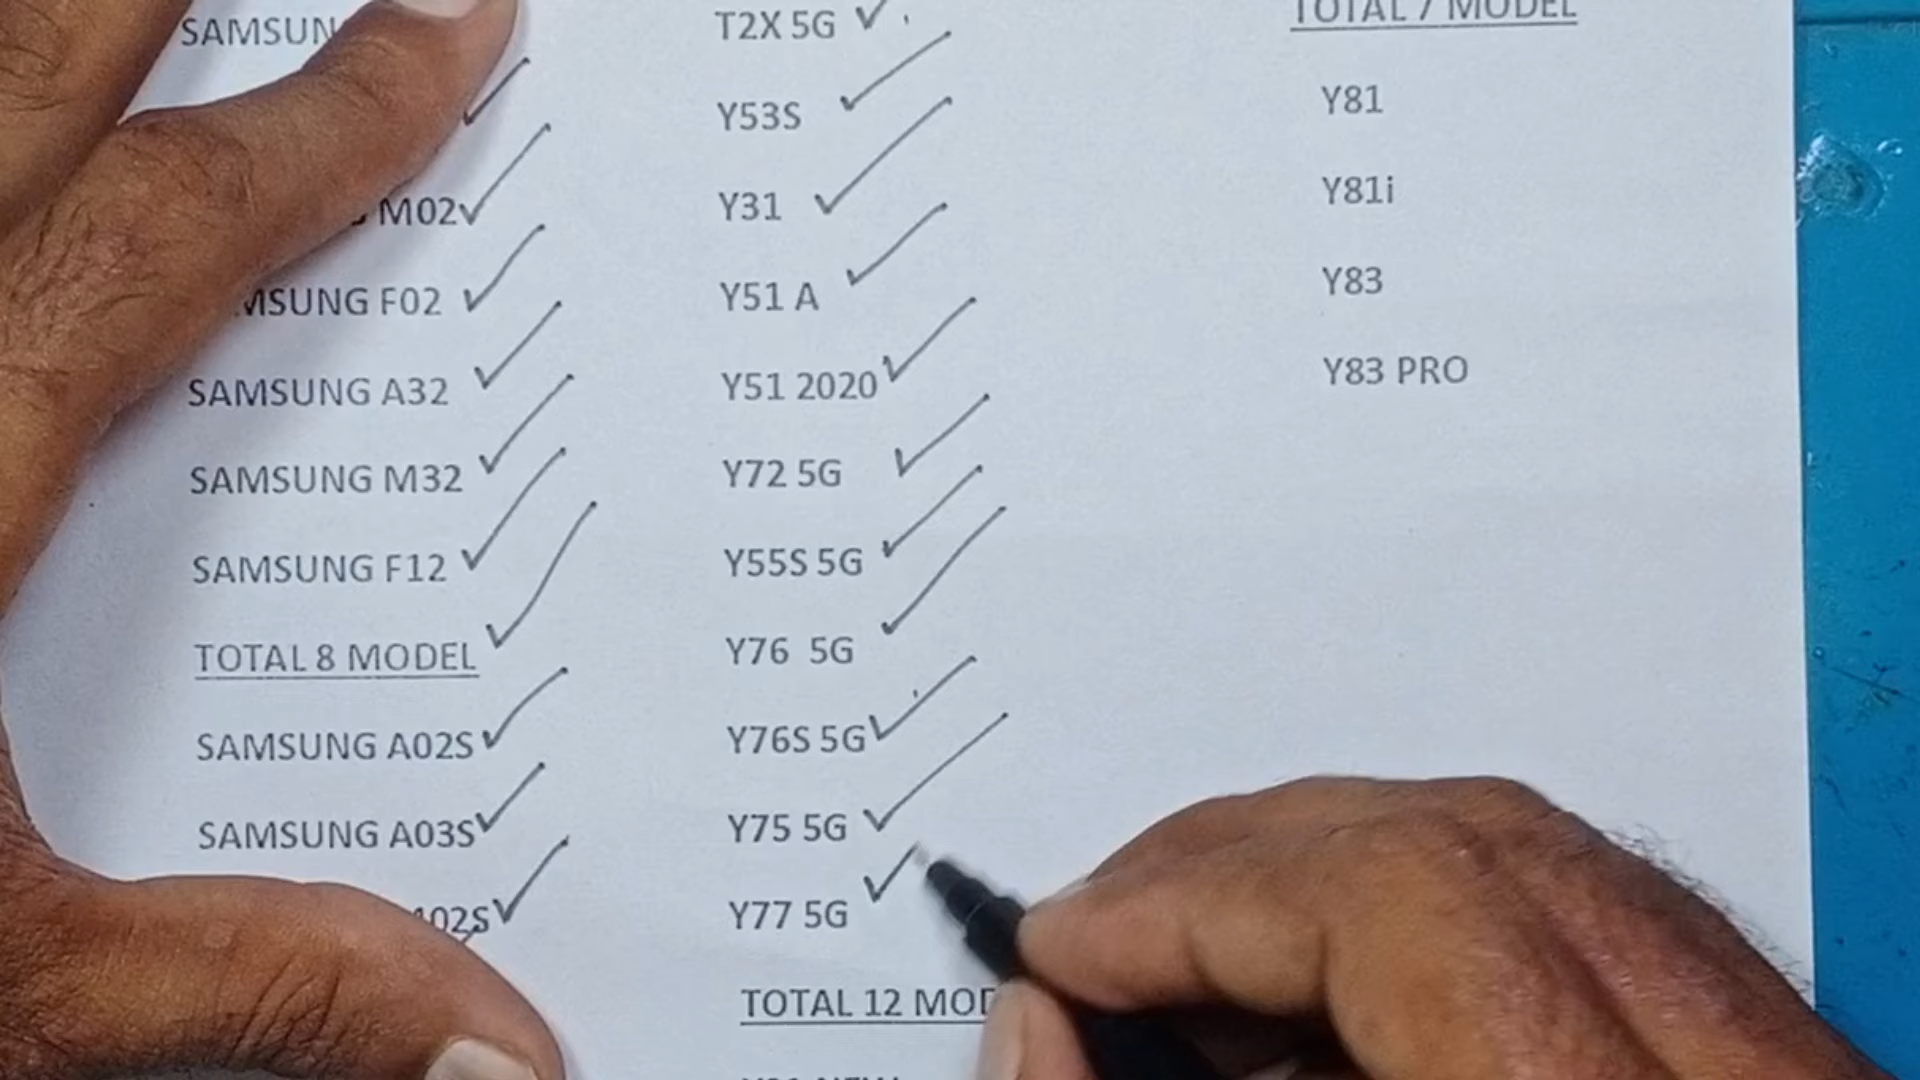 SAMSUN
M02
MSUNG F02
SAMSUNG A32
SAMSUNG M32
SAMSUNG F12
TOTAL 8 MODEL
SAMSUNG A02S
SAMSUNG A03S
A02S
T2X 5G
Y53S
Y31
Y51 A
Y51 2020
Y72 5G
Y55S 5G
Y76 5G
Y76S 5G
Y75 5G
Y77 5G
TOTAL 12 MOD
TOTAL 7 MODEL
Y81
Y81i
Y83
Y83 PRO